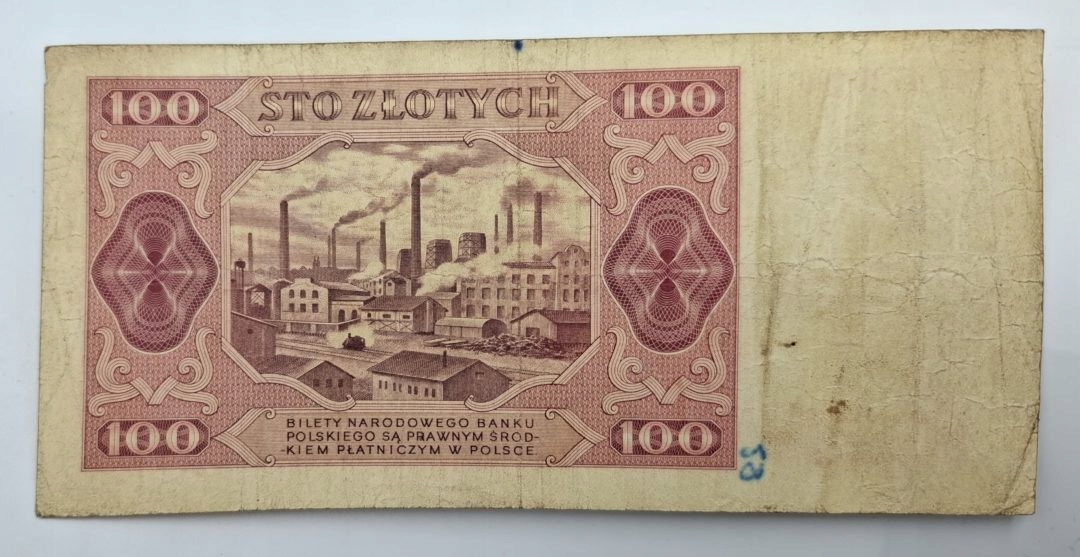 100
STO ZŁOTYCH
100
BILETY NARODOWEGO BANKU
POLSKIEGO SĄ PRAWNYM ŚROD-
-KIEM PŁATNICZYM W POLSCE.
100
100